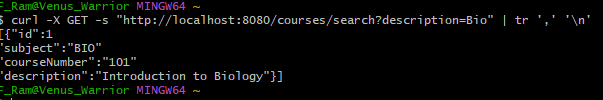 F_Ram@Venus_Warrior MINGW64 ~
$ curl -X GET -s "http://localhost:8080/courses/search?description=Bio" | tr ',' '\n'
[{"id":1
"subject":"BIO"
"courseNumber":"101"
"description":"Introduction to Biology"}]
F_Ram@Venus_Warrior MINGW64 ~